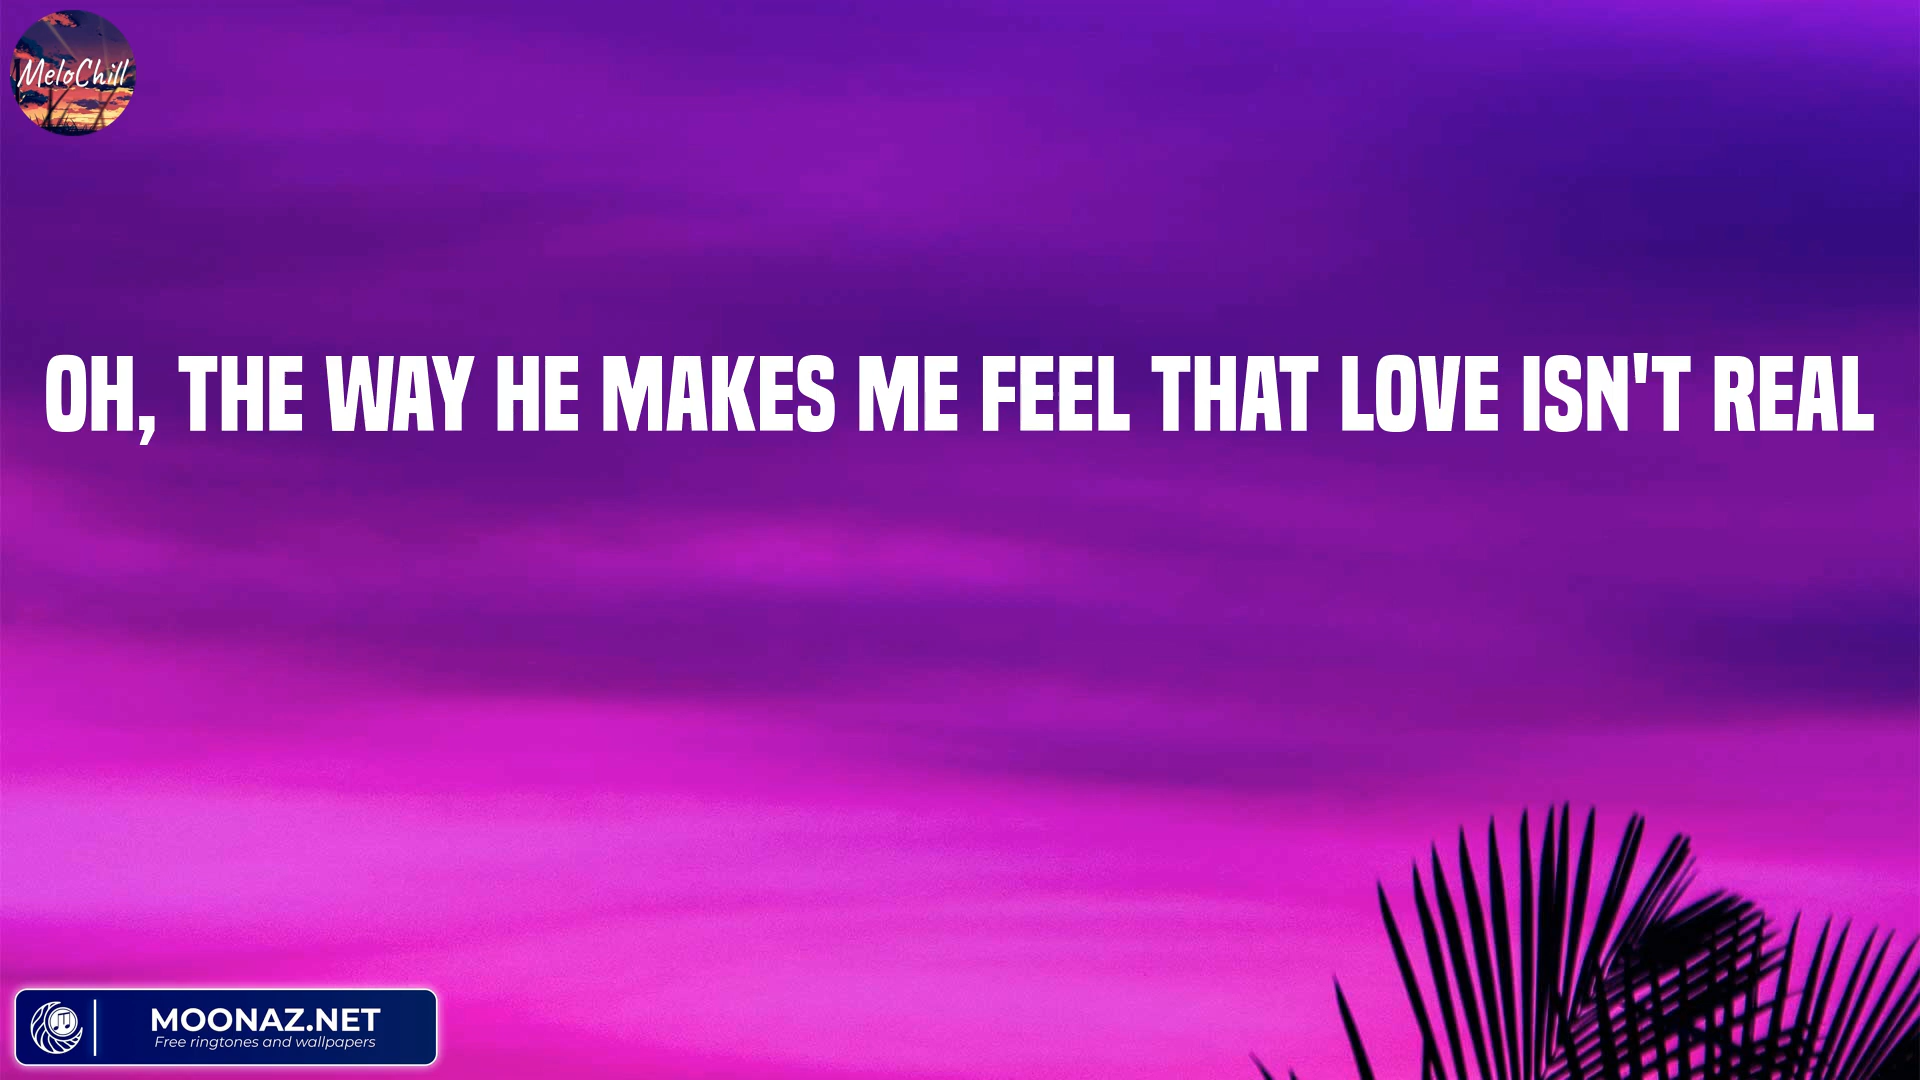 MeloChill
OH, THE WAY HE MAKES ME FEEL THAT LOVE ISN'T REAL
MOONAZ.NET
Free ringtones and wallpapers